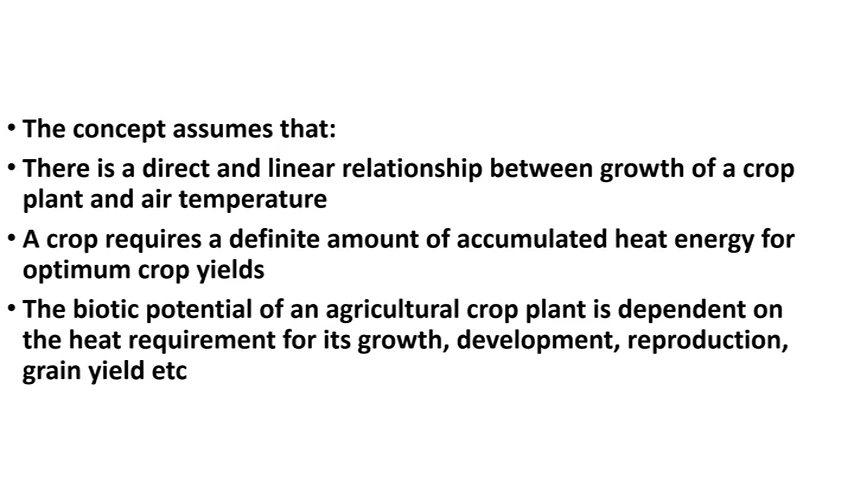 • The concept assumes that:
• There is a direct and linear relationship between growth of a crop
plant and air temperature
• A crop requires a definite amount of accumulated heat energy for
optimum crop yields
• The biotic potential of an agricultural crop plant is dependent on
the heat requirement for its growth, development, reproduction,
grain yield etc